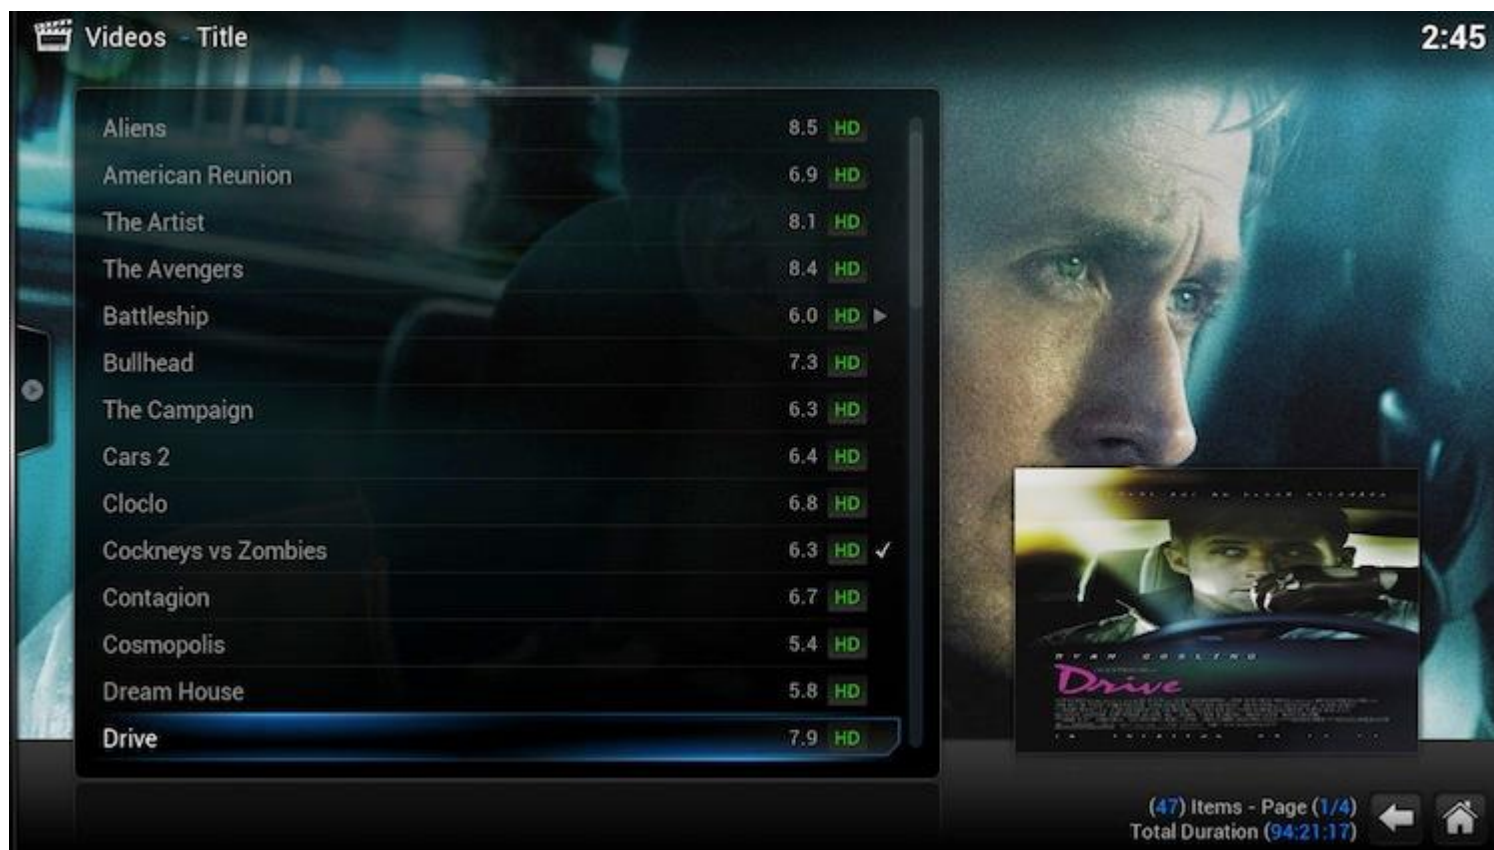 Videos - Title
2:45
Aliens 8.5 HD
American Reunion 6.9 HD
The Artist 8.1 HD
The Avengers 8.4 HD
Battleship 6.0 HD
Bullhead 7.3 HD
The Campaign 6.3 HD
Cars 2 6.4 HD
Cloclo 6.8 HD
Cockneys vs Zombies 6.3 HD
Contagion 6.7 HD
Cosmopolis 5.4 HD
Dream House 5.8 HD
Drive 7.9 HD
RYAN GOSLING
Drive
(47) Items - Page (1/4)
Total Duration (94:21:17)